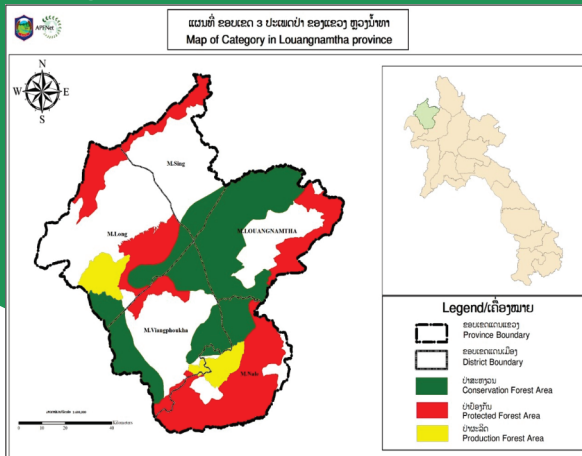 ແຜນທີ່ ຂອບເຂດ 3 ປະເພດປ່າ ຂອງແຂວງ ຫຼວງນ້ຳທາ
Map of Category in Louangnamtha province
APFNet
N
W E
S
M.Sing
M.Long
M.LOUANGNAMTHA
M.Viangphoukha
M.Nale
0 10 20 40
Kilometers
Legend/ເຄື່ອງໝາຍ
ຂອບເຂດແດນແຂວງ
Province Boundary
ຂອບເຂດແດນເມືອງ
District Boundary
ປ່າສະຫງວນ
Conservation Forest Area
ປ່າປ້ອງກັນ
Protected Forest Area
ປ່າຜະລິດ
Production Forest Area